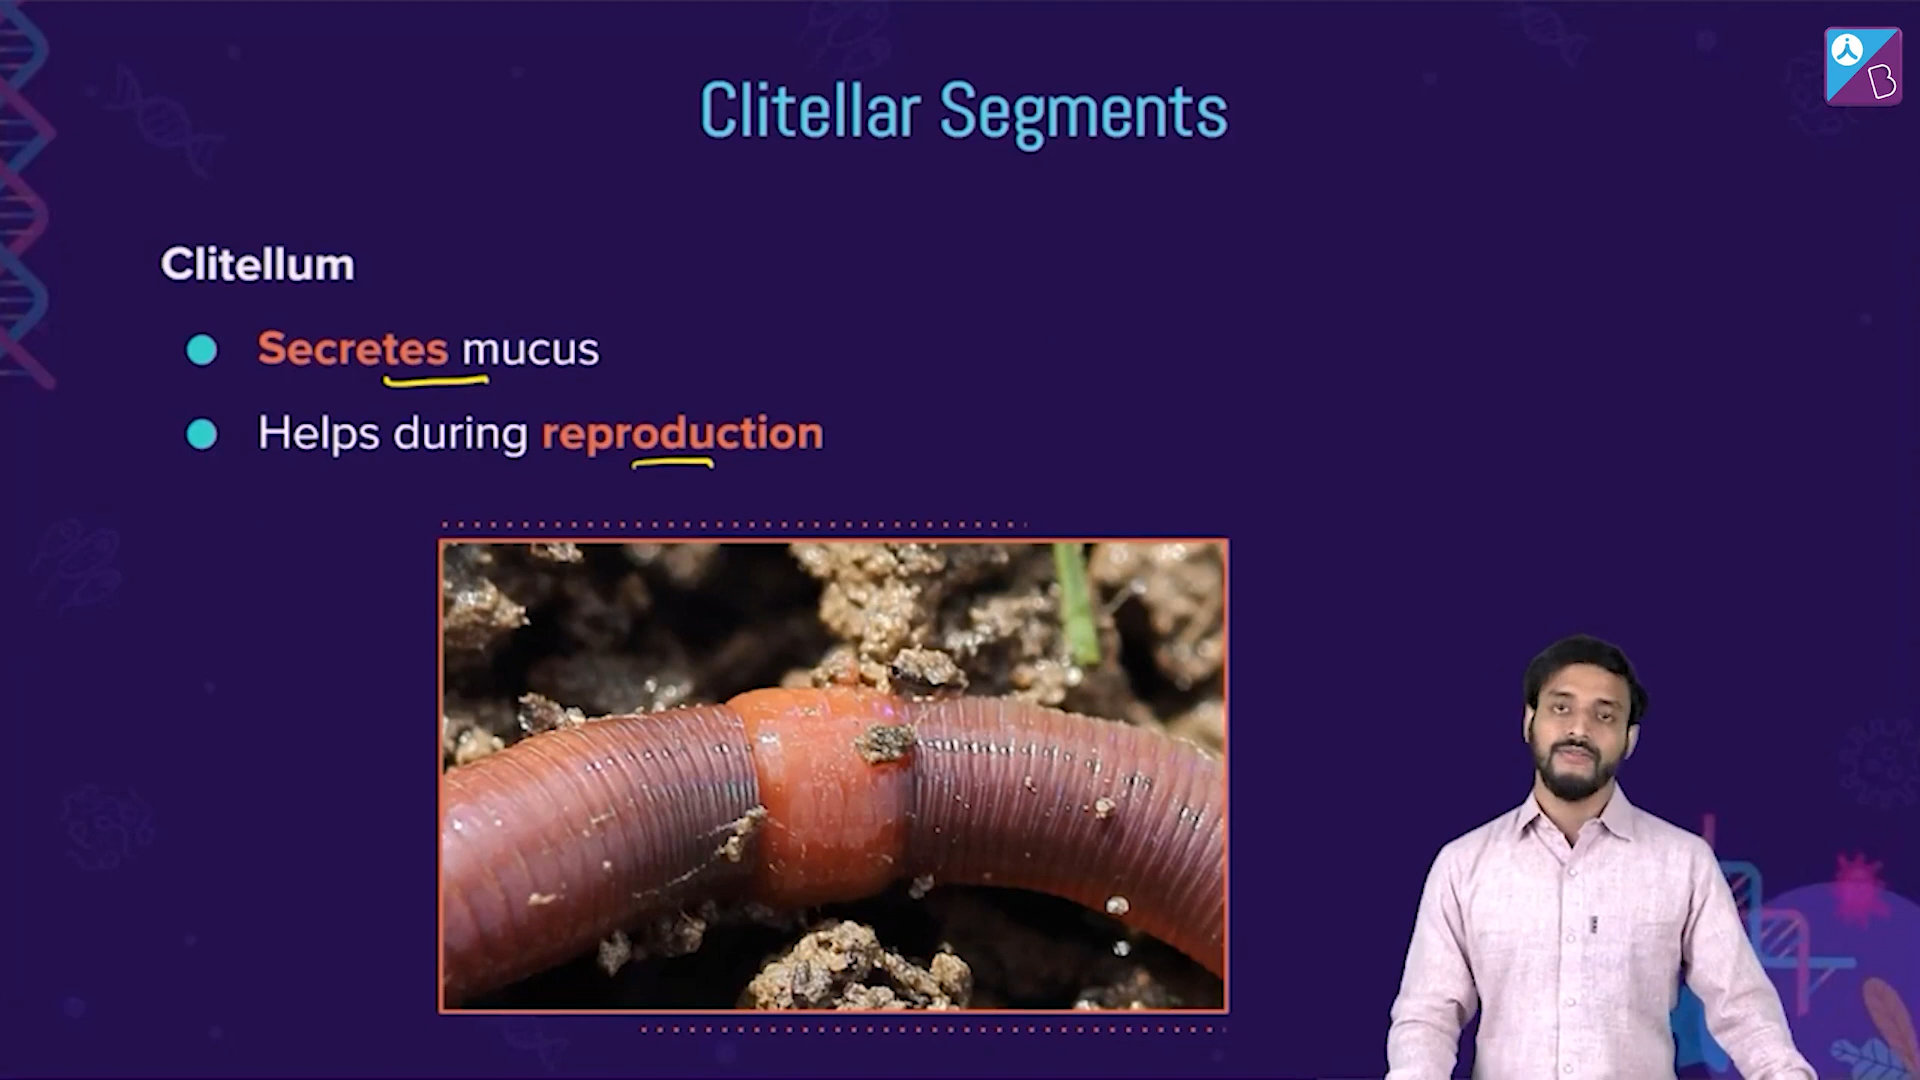 Clitellar Segments
Clitellum
Secretes mucus
Helps during reproduction
B